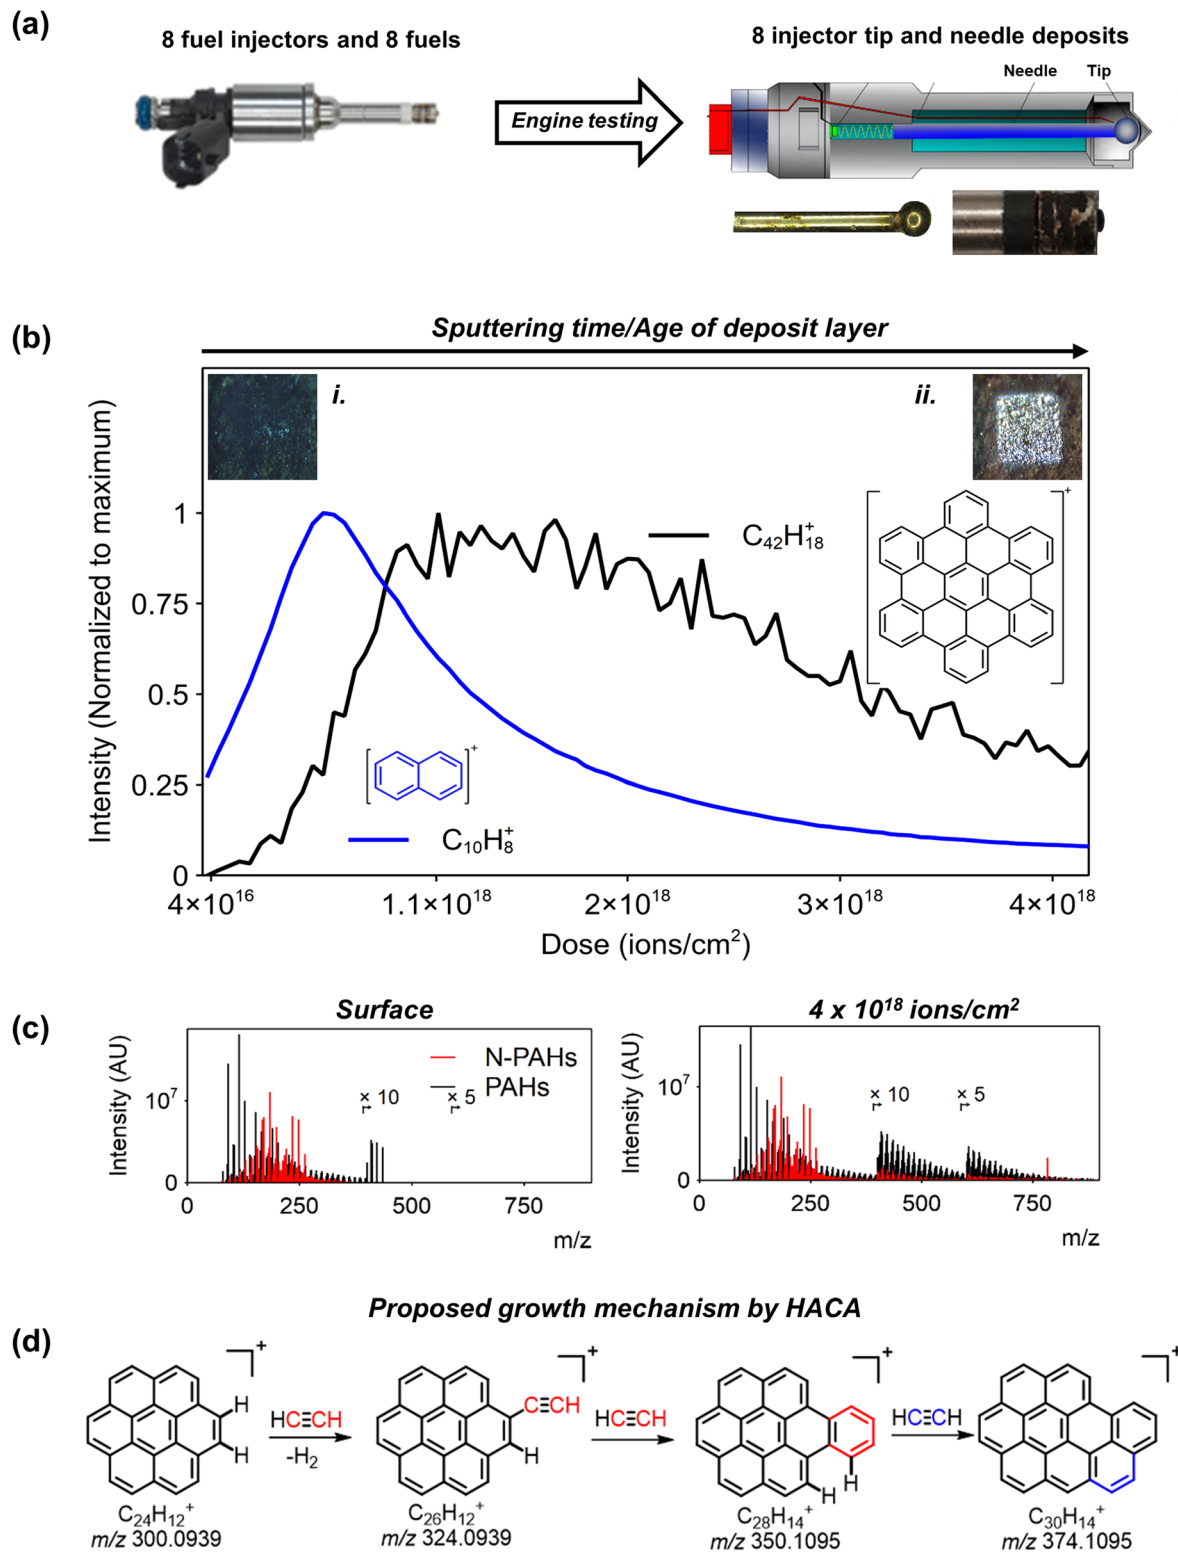 (a)
8 fuel injectors and 8 fuels
8 injector tip and needle deposits
Engine testing
Needle
Tip
(b)
Sputtering time/Age of deposit layer
i.
ii.
Intensity (Normalized to maximum)
1
0.75
0.5
0.25
0
C₄₂H₁₈⁺
+
+
C₁₀H₈⁺
4×10¹⁶
1.1×10¹⁸
2×10¹⁸
3×10¹⁸
4×10¹⁸
Dose (ions/cm²)
(c)
Surface
Intensity (AU)
10⁷
0
N-PAHs
PAHs
× 10
× 5
0
250
500
750
m/z
4 x 10¹⁸ ions/cm²
Intensity (AU)
10⁷
0
× 10
× 5
0
250
500
750
m/z
Proposed growth mechanism by HACA
(d)
+
H
H
C₂₄H₁₂⁺
m/z 300.0939
HC≡CH
-H₂
+
C≡CH
H
C₂₆H₁₂⁺
m/z 324.0939
HC≡CH
+
H
H
C₂₈H₁₄⁺
m/z 350.1095
HC≡CH
+
C₃₀H₁₄⁺
m/z 374.1095